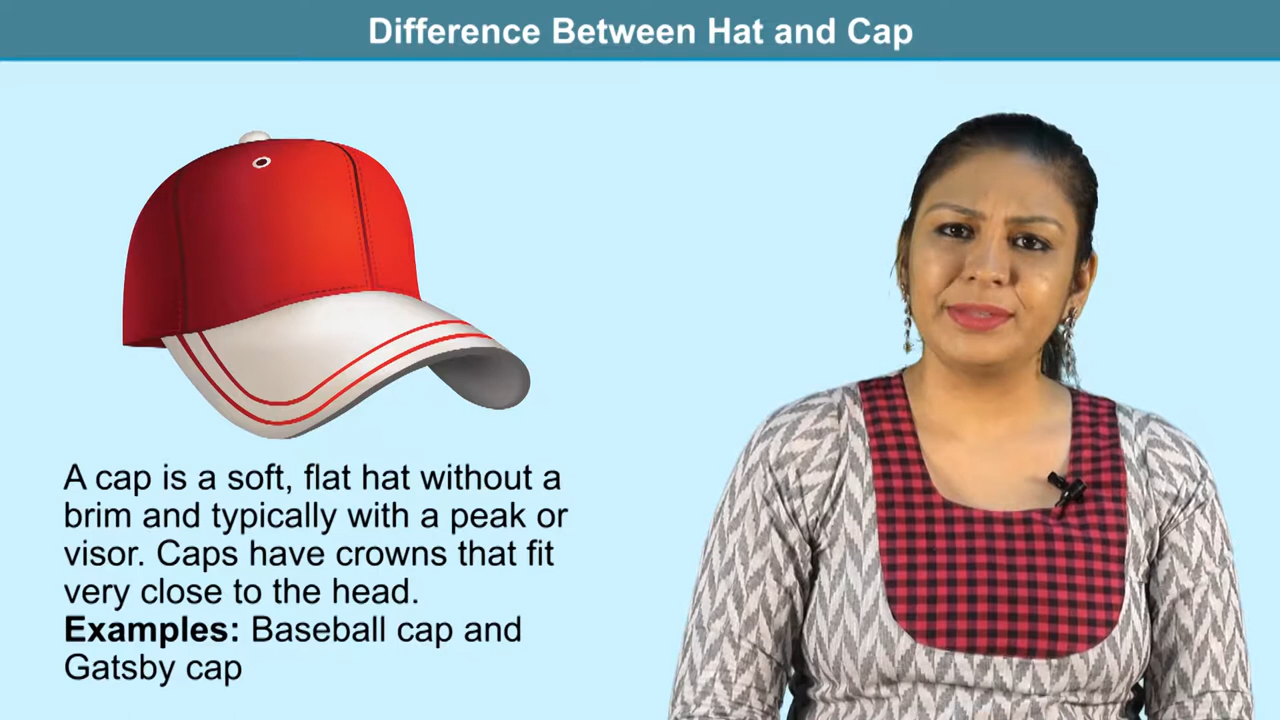 Difference Between Hat and Cap
A cap is a soft, flat hat without a
brim and typically with a peak or
visor. Caps have crowns that fit
very close to the head.
Examples: Baseball cap and
Gatsby cap